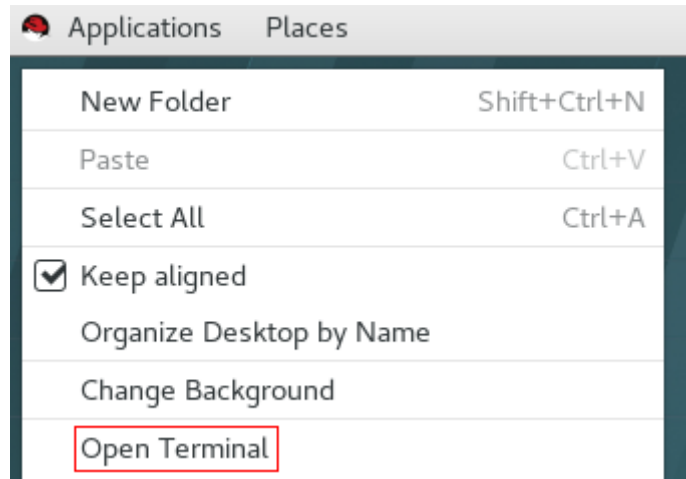 Applications Places
New Folder Shift+Ctrl+N
Paste Ctrl+V
Select All Ctrl+A
Keep aligned
Organize Desktop by Name
Change Background
Open Terminal